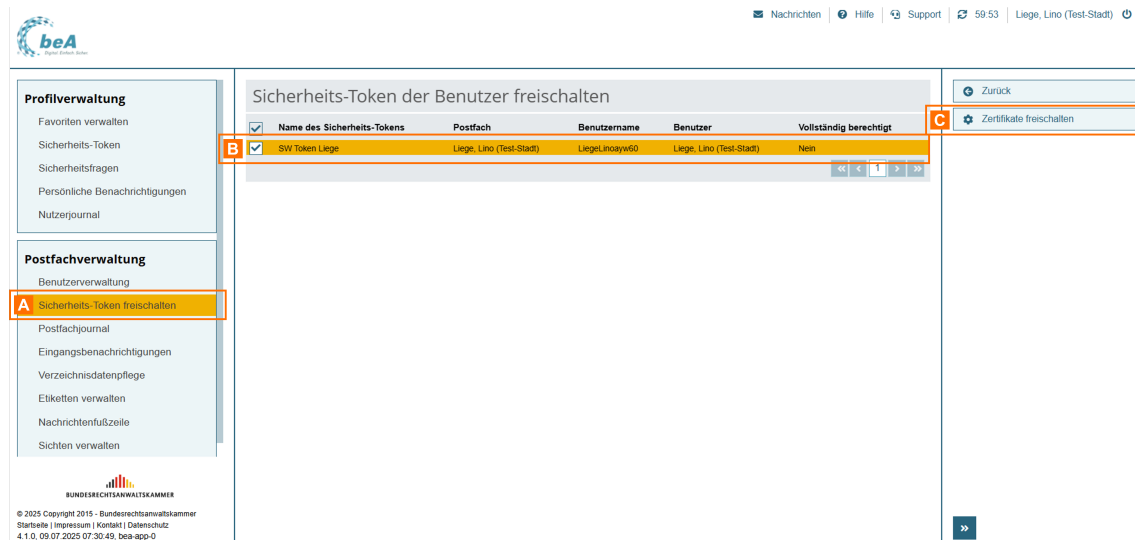 Nachrichten Hilfe Support 59:53 Liege, Lino (Test-Stadt)
beA
Digital. Einfach. Sicher.
Profilverwaltung
Favoriten verwalten
Sicherheits-Token
Sicherheitsfragen
Persönliche Benachrichtigungen
Nutzerjournal
Postfachverwaltung
Benutzerverwaltung
A Sicherheits-Token freischalten
Postfachjournal
Eingangsbenachrichtigungen
Verzeichnisdatenpflege
Etiketten verwalten
Nachrichtenfußzeile
Sichten verwalten
BUNDESRECHTSANWALTSKAMMER
© 2025 Copyright 2015 - Bundesrechtsanwaltskammer
Startseite | Impressum | Kontakt | Datenschutz
4.1.0, 09.07.2025 07:30:49, bea-app-0
Sicherheits-Token der Benutzer freischalten
Name des Sicherheits-Tokens Postfach Benutzername Benutzer Vollständig berechtigt
B SW Token Liege Liege, Lino (Test-Stadt) LiegeLinoayw60 Liege, Lino (Test-Stadt) Nein
« < 1 > »
Zurück
C Zertifikate freischalten
»